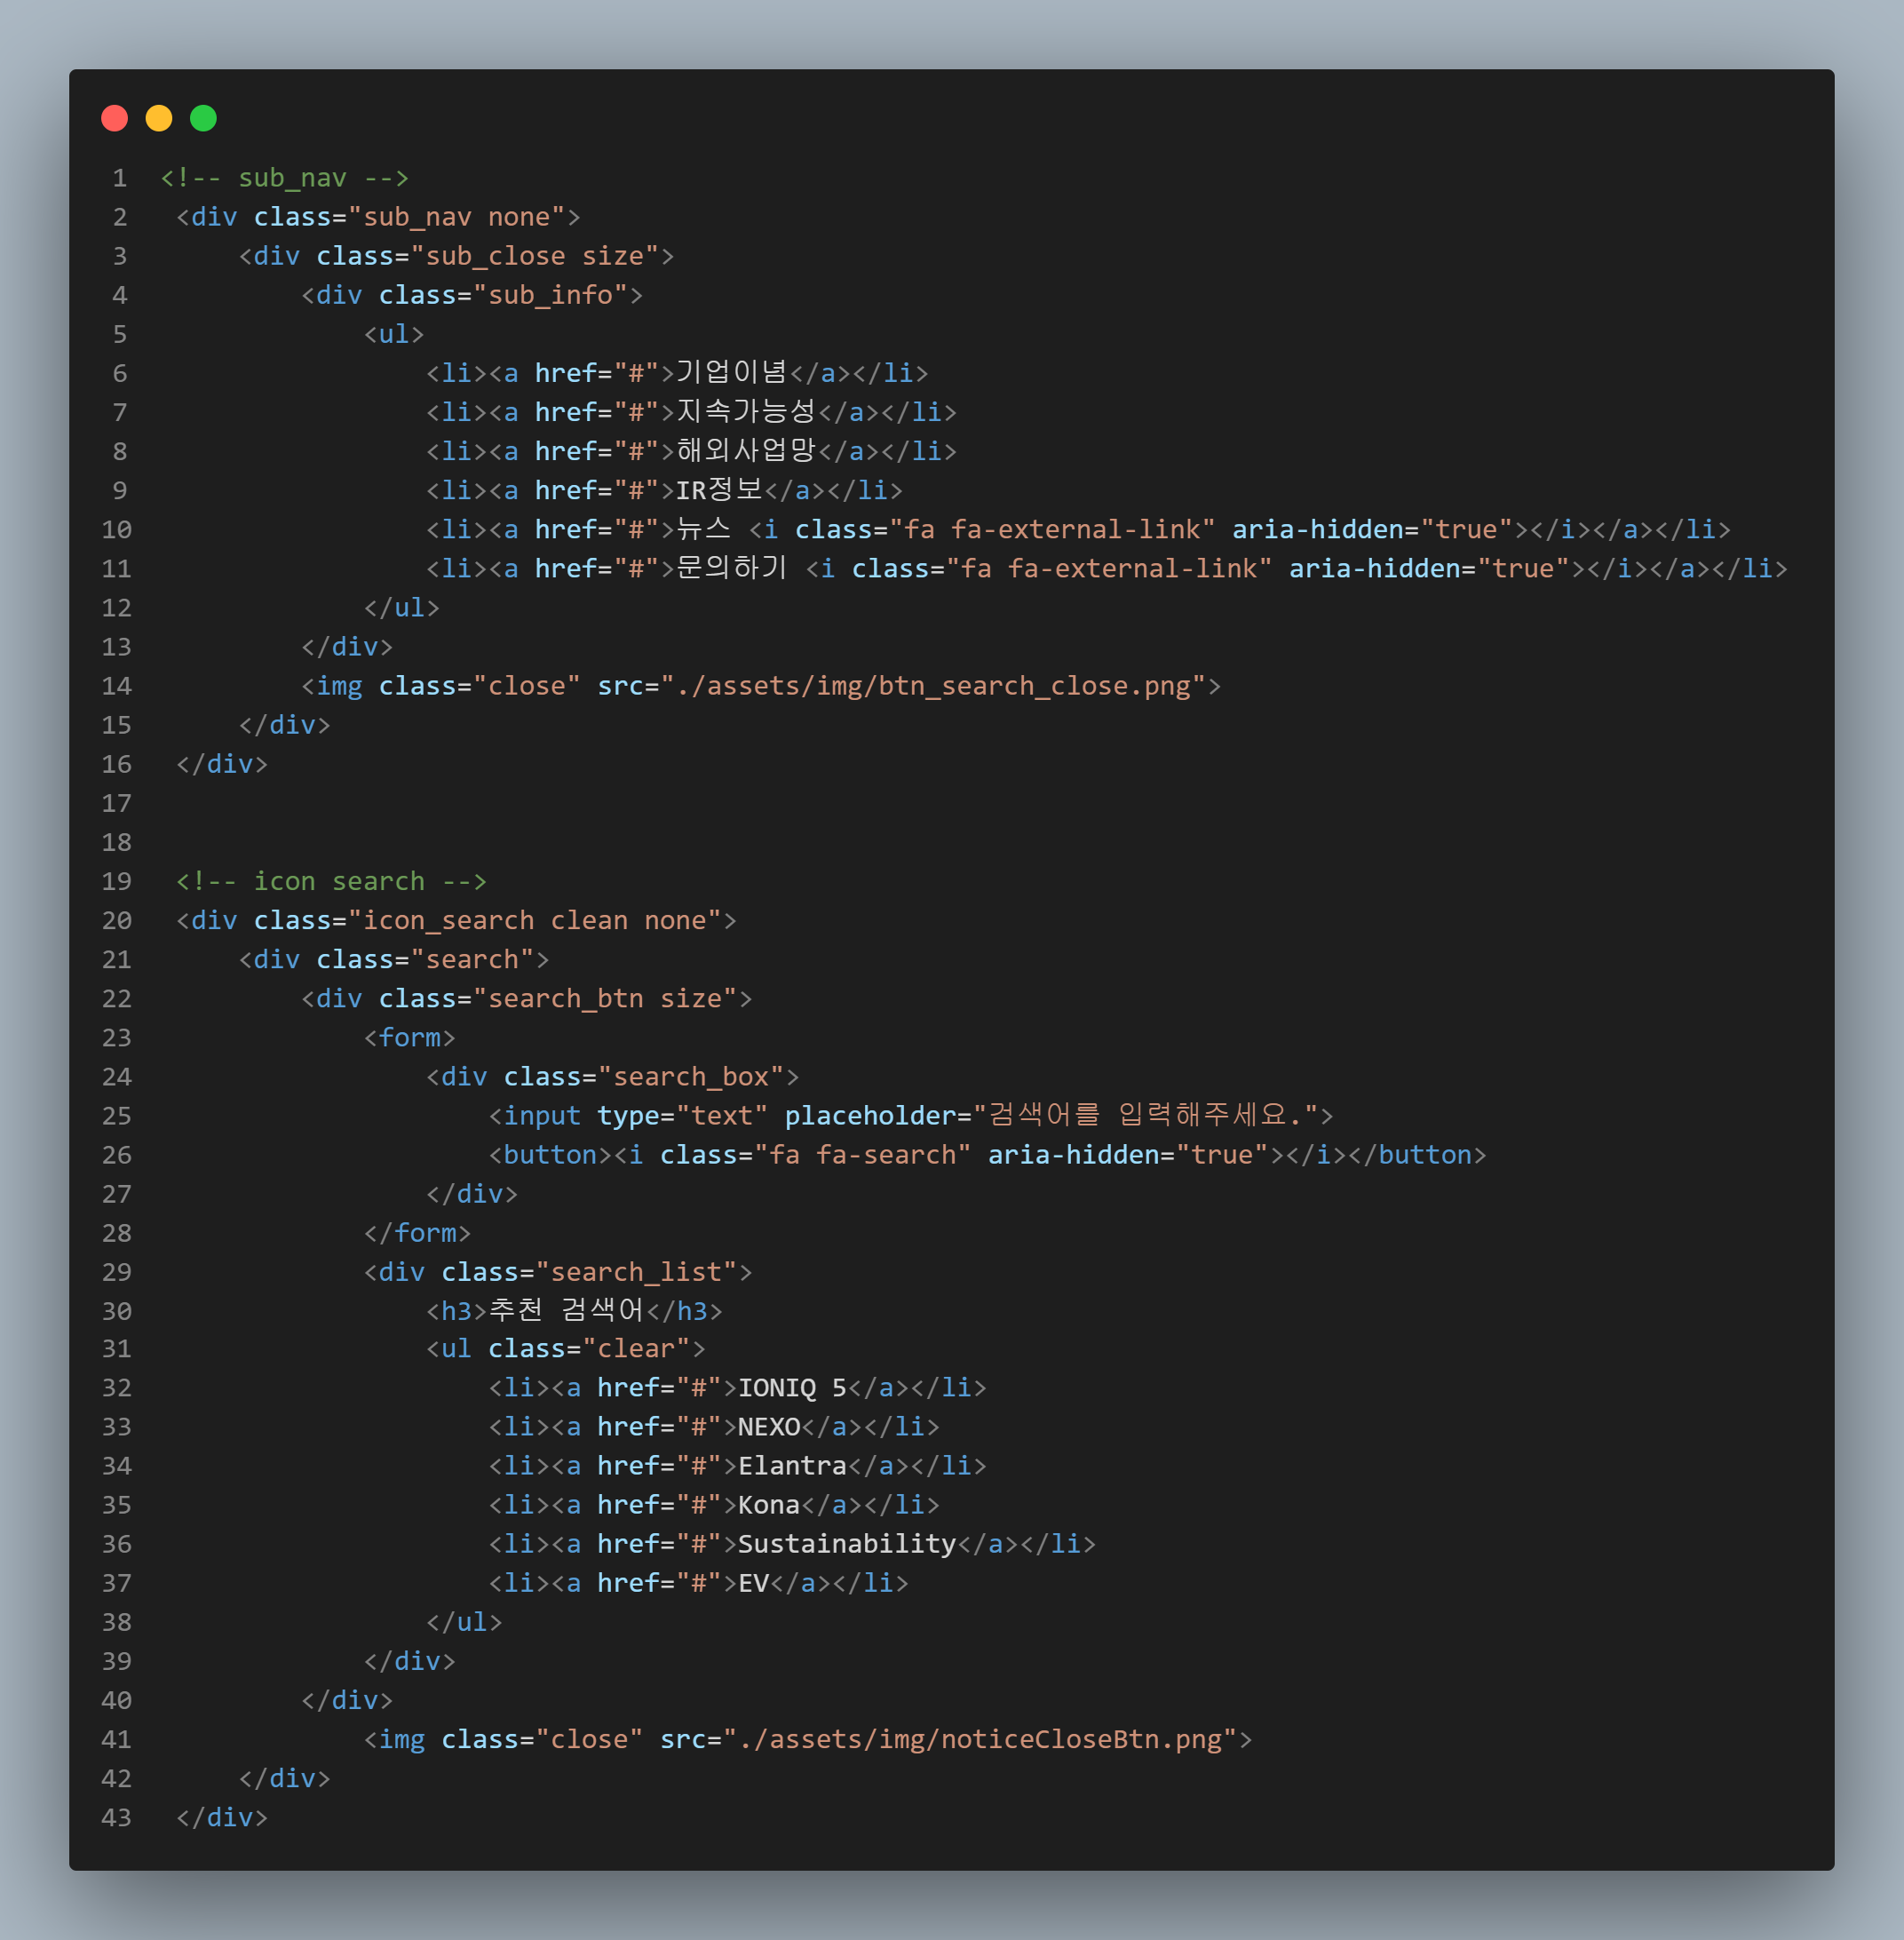 1 <!-- sub_nav -->
2 <div class="sub_nav none">
3 <div class="sub_close size">
4 <div class="sub_info">
5 <ul>
6 <li><a href="#">기업이념</a></li>
7 <li><a href="#">지속가능성</a></li>
8 <li><a href="#">해외사업망</a></li>
9 <li><a href="#">IR정보</a></li>
10 <li><a href="#">뉴스 <i class="fa fa-external-link" aria-hidden="true"></i></a></li>
11 <li><a href="#">문의하기 <i class="fa fa-external-link" aria-hidden="true"></i></a></li>
12 </ul>
13 </div>
14 <img class="close" src="./assets/img/btn_search_close.png">
15 </div>
16 </div>
17
18
19 <!-- icon search -->
20 <div class="icon_search clean none">
21 <div class="search">
22 <div class="search_btn size">
23 <form>
24 <div class="search_box">
25 <input type="text" placeholder="검색어를 입력해주세요.">
26 <button><i class="fa fa-search" aria-hidden="true"></i></button>
27 </div>
28 </form>
29 <div class="search_list">
30 <h3>추천 검색어</h3>
31 <ul class="clear">
32 <li><a href="#">IONIQ 5</a></li>
33 <li><a href="#">NEXO</a></li>
34 <li><a href="#">Elantra</a></li>
35 <li><a href="#">Kona</a></li>
36 <li><a href="#">Sustainability</a></li>
37 <li><a href="#">EV</a></li>
38 </ul>
39 </div>
40 </div>
41 <img class="close" src="./assets/img/noticeCloseBtn.png">
42 </div>
43 </div>